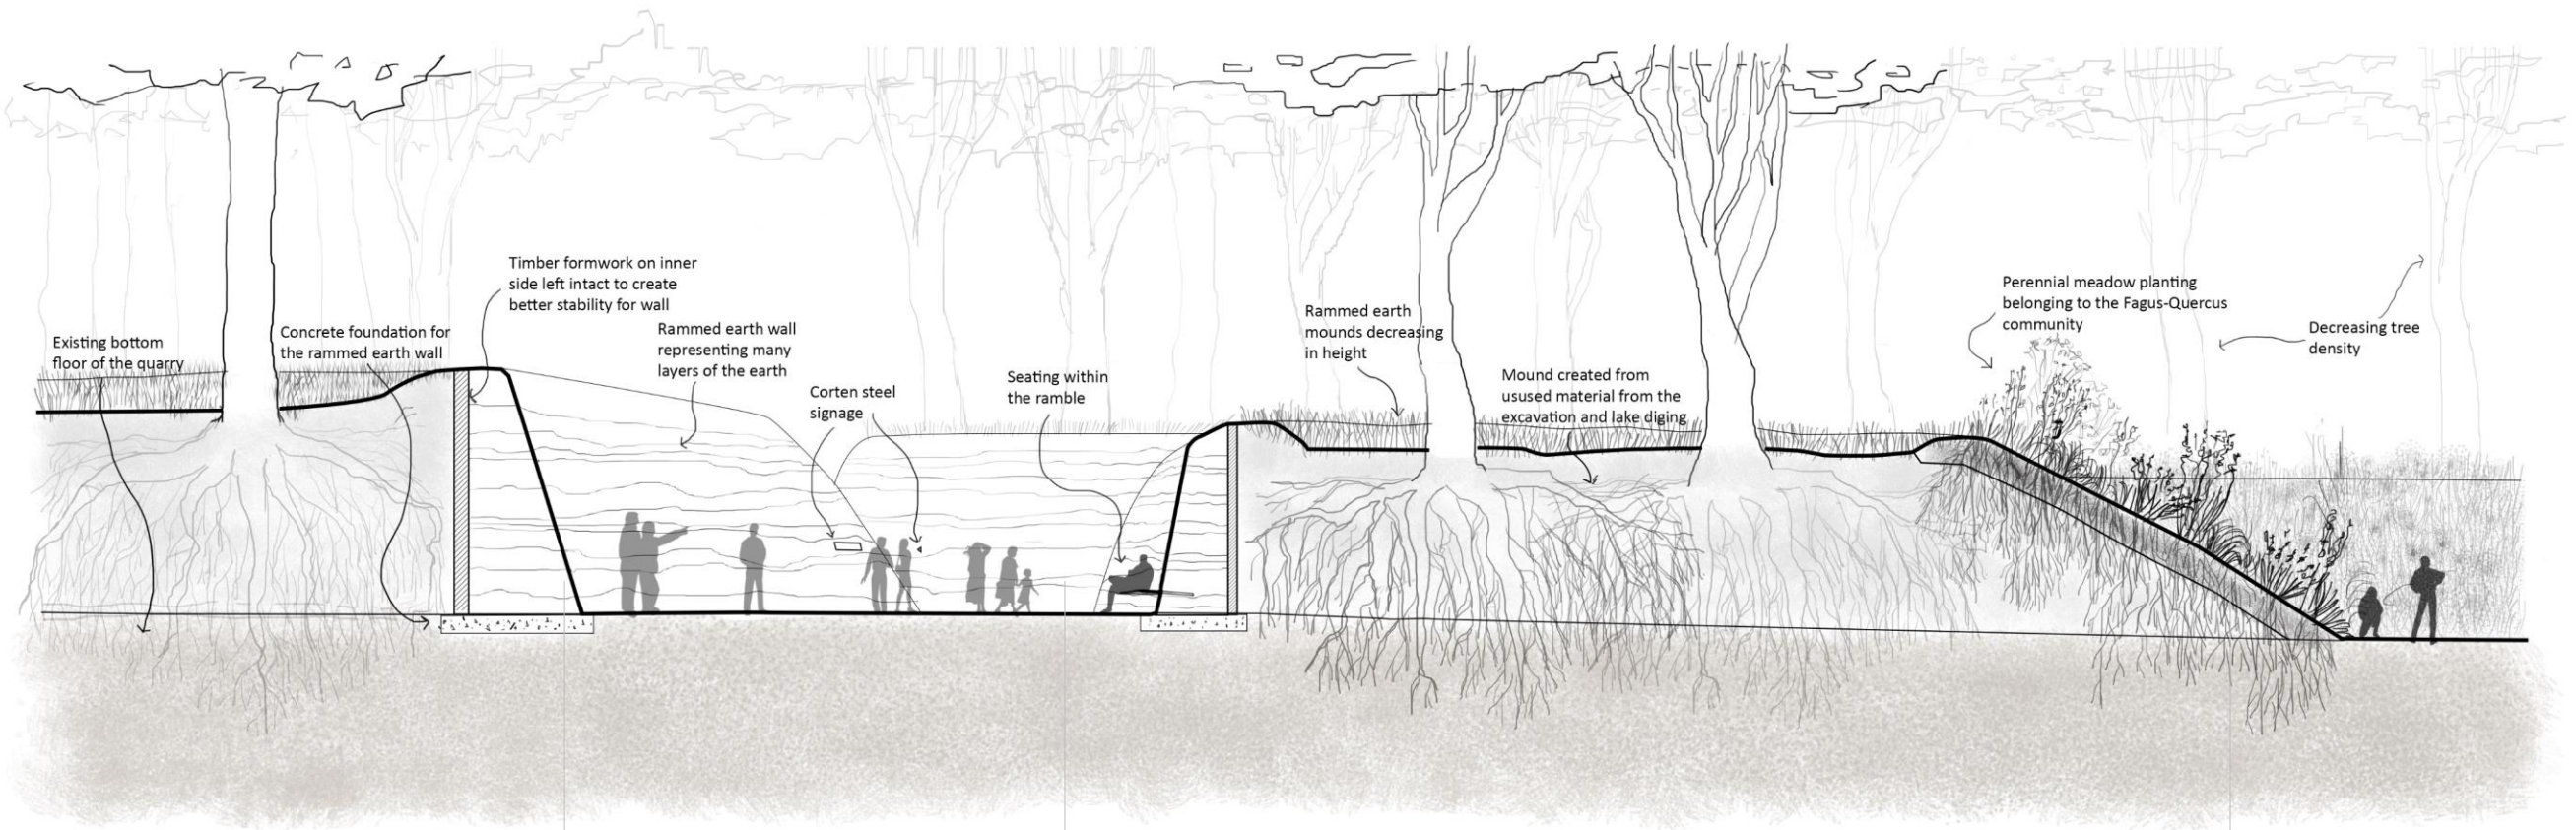 Existing bottom
floor of the quarry
Concrete foundation for
the rammed earth wall
Timber formwork on inner
side left intact to create
better stability for wall
Rammed earth wall
representing many
layers of the earth
Corten steel
signage
Seating within
the ramble
Rammed earth
mounds decreasing
in height
Mound created from
usused material from the
excavation and lake diging
Perennial meadow planting
belonging to the Fagus-Quercus
community
Decreasing tree
density